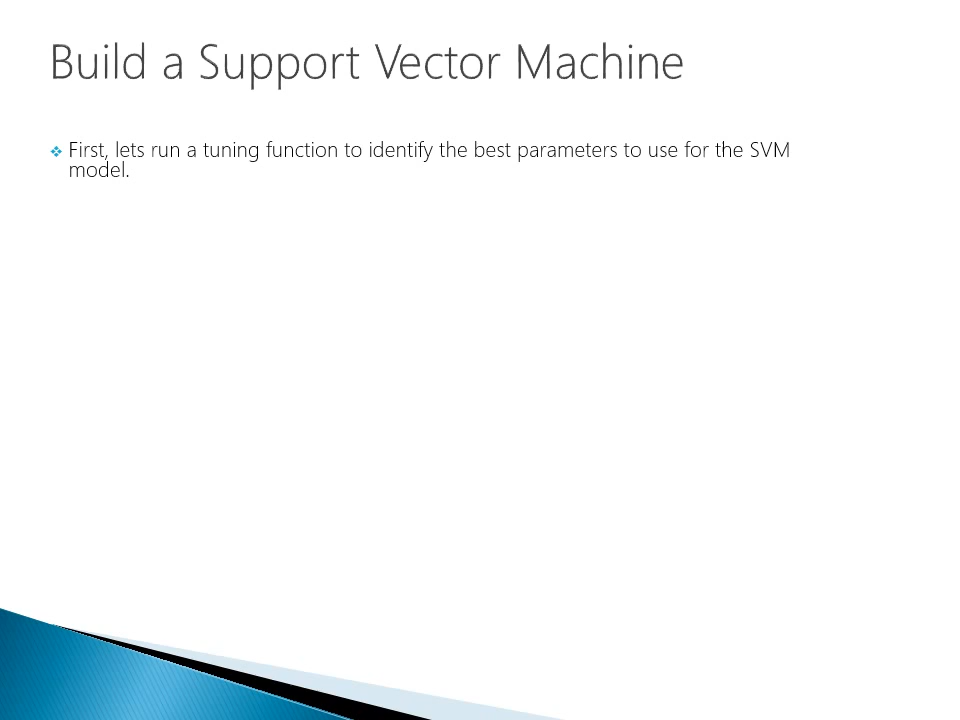 Build a Support Vector Machine
First, lets run a tuning function to identify the best parameters to use for the SVM
model.